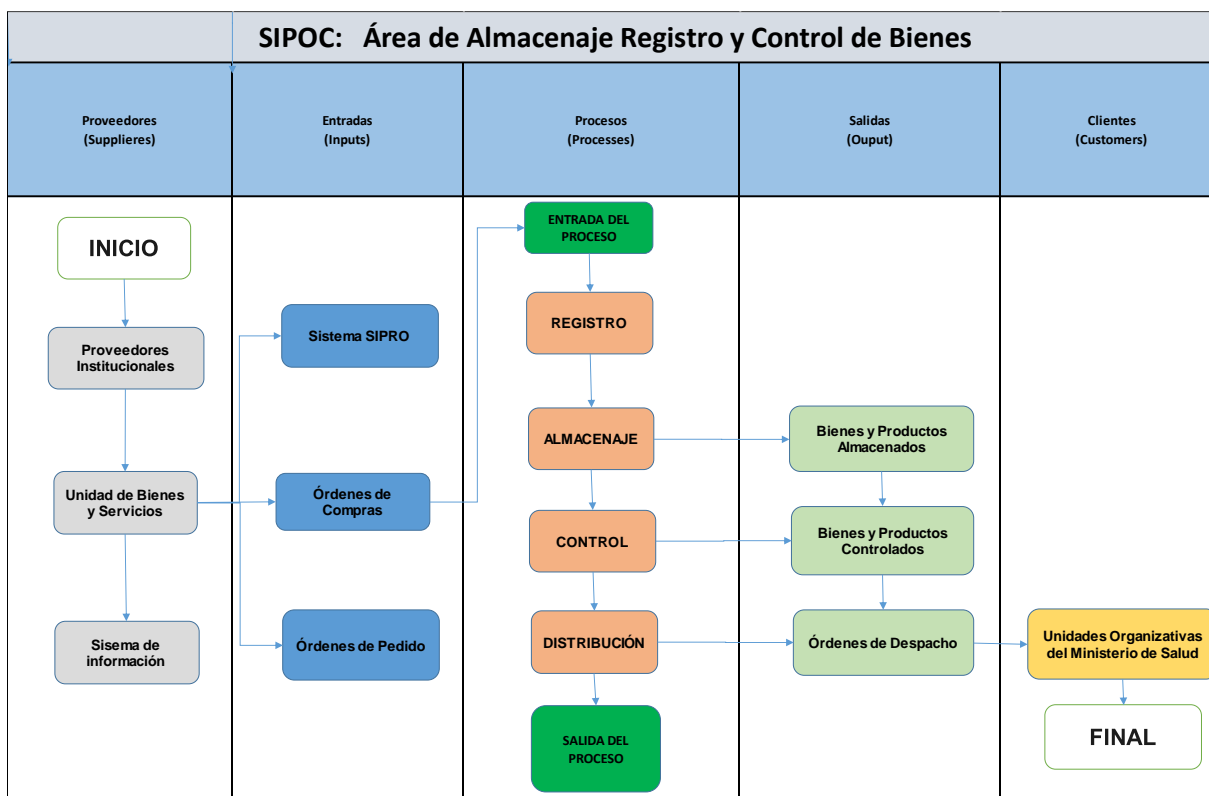 SIPOC: Área de Almacenaje Registro y Control de Bienes
Proveedores
(Supplieres)
Entradas
(Inputs)
Procesos
(Processes)
Salidas
(Ouput)
Clientes
(Customers)
INICIO
Proveedores
Institucionales
Unidad de Bienes
y Servicios
Sisema de
información
Sistema SIPRO
Órdenes de
Compras
Órdenes de Pedido
ENTRADA DEL
PROCESO
REGISTRO
ALMACENAJE
CONTROL
DISTRIBUCIÓN
SALIDA DEL
PROCESO
Bienes y Productos
Almacenados
Bienes y Productos
Controlados
Órdenes de Despacho
Unidades Organizativas
del Ministerio de Salud
FINAL